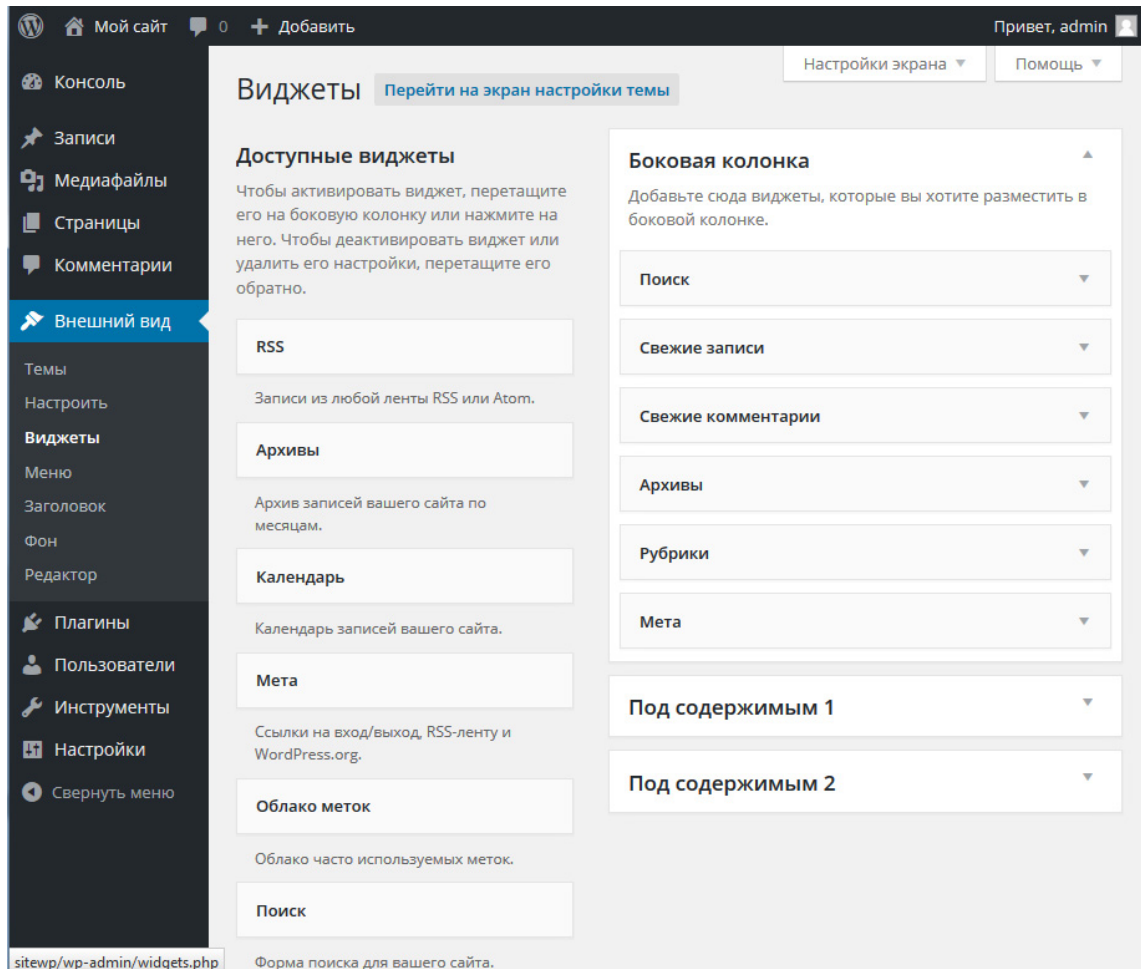 Мой сайт 0 Добавить Привет, admin
Настройки экрана Помощь
Консоль
Записи
Медиафайлы
Страницы
Комментарии
Внешний вид
Темы
Настроить
Виджеты
Меню
Заголовок
Фон
Редактор
Плагины
Пользователи
Инструменты
Настройки
Свернуть меню
Виджеты Перейти на экран настройки темы
Доступные виджеты
Чтобы активировать виджет, перетащите
его на боковую колонку или нажмите на
него. Чтобы деактивировать виджет или
удалить его настройки, перетащите его
обратно.
RSS
Записи из любой ленты RSS или Atom.
Архивы
Архив записей вашего сайта по
месяцам.
Календарь
Календарь записей вашего сайта.
Мета
Ссылки на вход/выход, RSS-ленту и
WordPress.org.
Облако меток
Облако часто используемых меток.
Поиск
Форма поиска для вашего сайта.
Боковая колонка
Добавьте сюда виджеты, которые вы хотите разместить в
боковой колонке.
Поиск
Свежие записи
Свежие комментарии
Архивы
Рубрики
Мета
Под содержимым 1
Под содержимым 2
sitewp/wp-admin/widgets.php